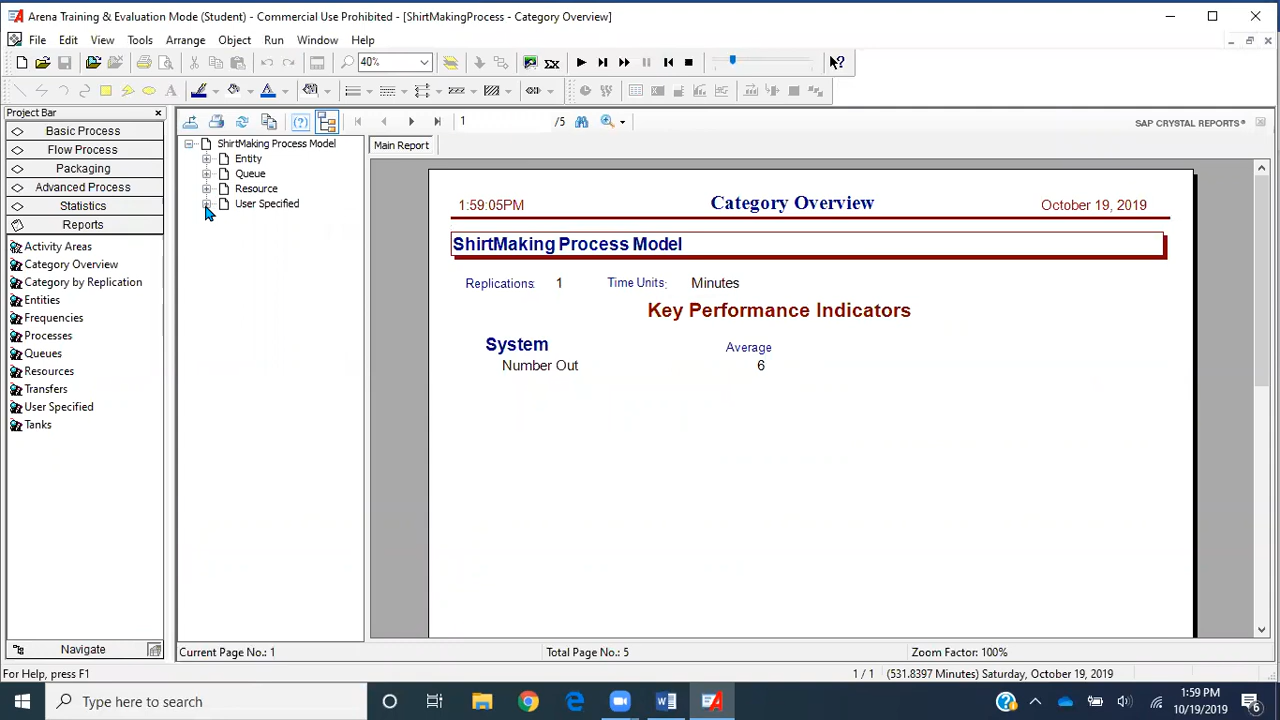 Arena Training & Evaluation Mode (Student) - Commercial Use Prohibited - [ShirtMakingProcess - Category Overview]
File Edit View Tools Arrange Object Run Window Help
40%
Project Bar
Basic Process
Flow Process
Packaging
Advanced Process
Statistics
Reports
Activity Areas
Category Overview
Category by Replication
Entities
Frequencies
Processes
Queues
Resources
Transfers
User Specified
Tanks
Navigate
1 /5
SAP CRYSTAL REPORTS®
ShirtMaking Process Model
Entity
Queue
Resource
User Specified
Main Report
1:59:05PM Category Overview October 19, 2019
ShirtMaking Process Model
Replications: 1 Time Units: Minutes
Key Performance Indicators
System Average
Number Out 6
Current Page No.: 1 Total Page No.: 5 Zoom Factor: 100%
For Help, press F1 1 / 1 (531.8397 Minutes) Saturday, October 19, 2019
Type here to search
1:59 PM
10/19/2019
6